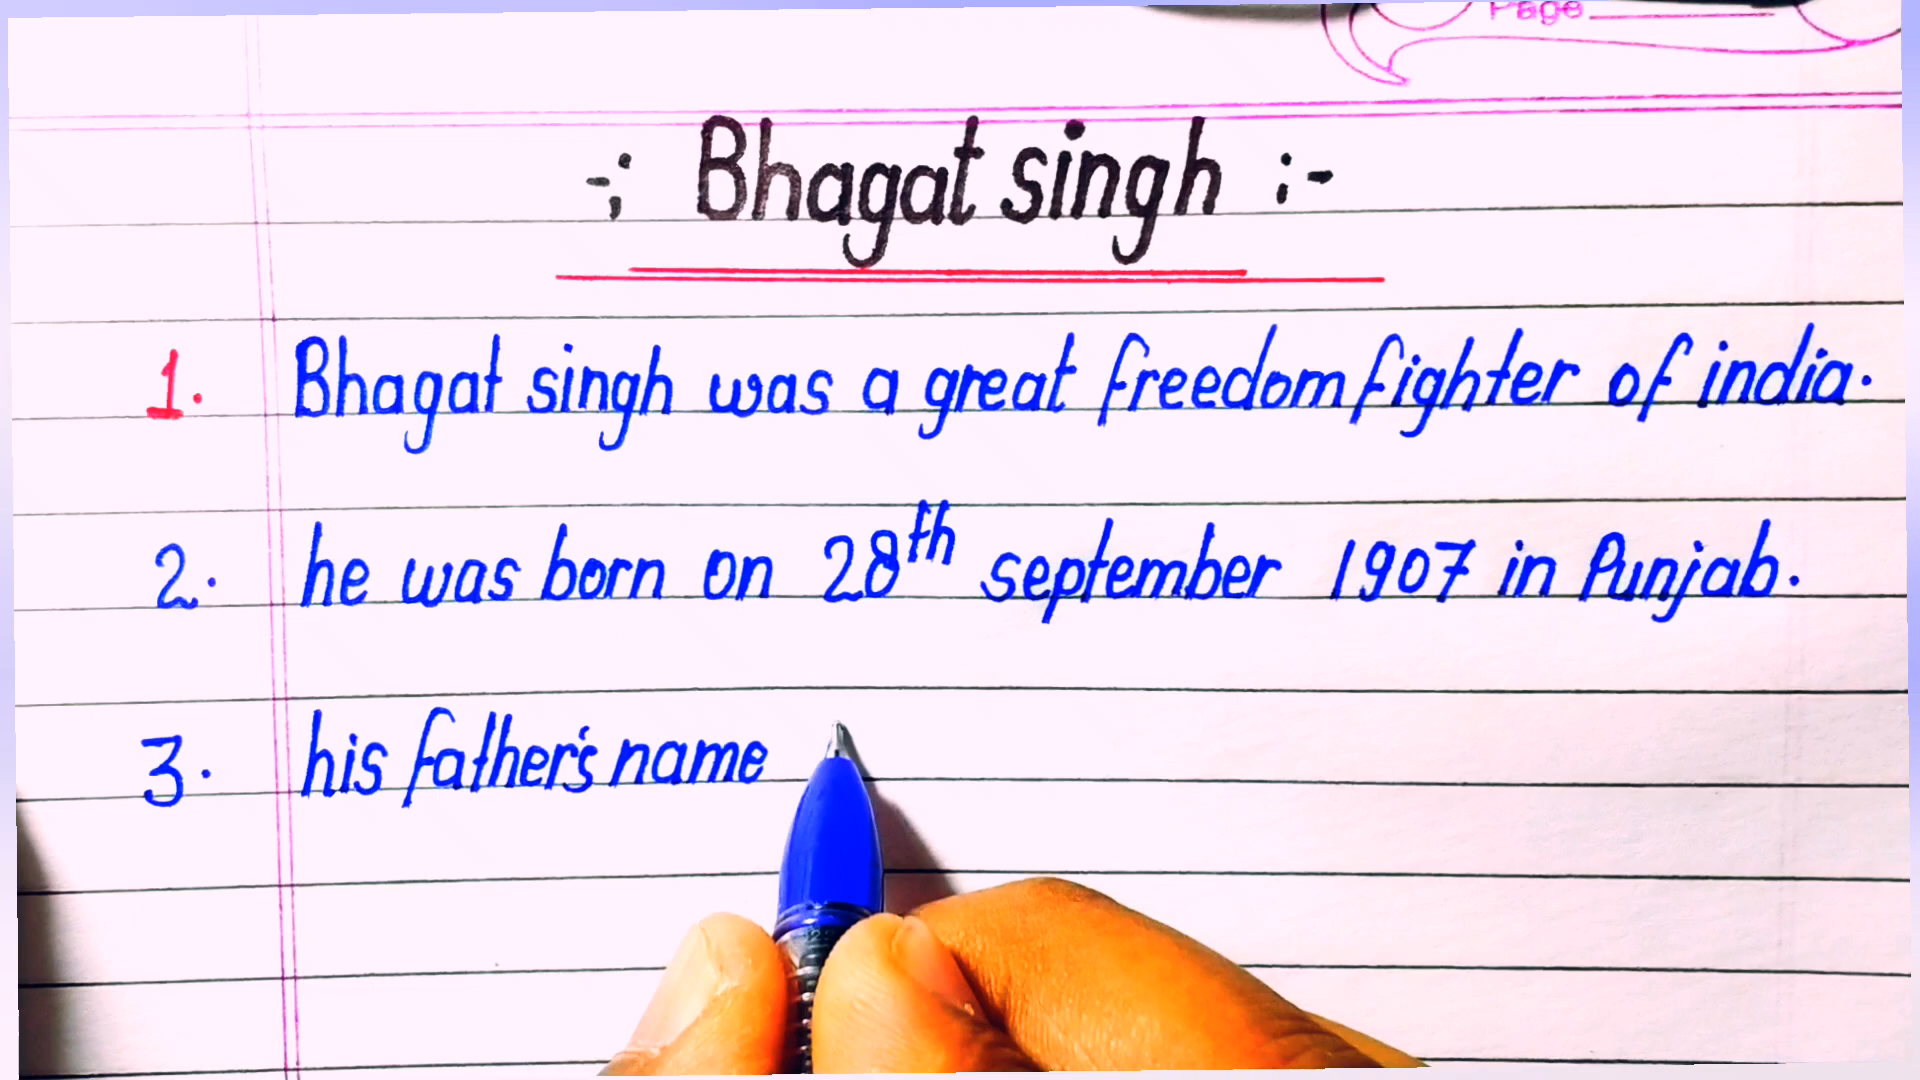 Page
-: Bhagat singh :-
1. Bhagat singh was a great freedom fighter of india.
2. he was born on 28th september 1907 in Punjab.
3. his father's name